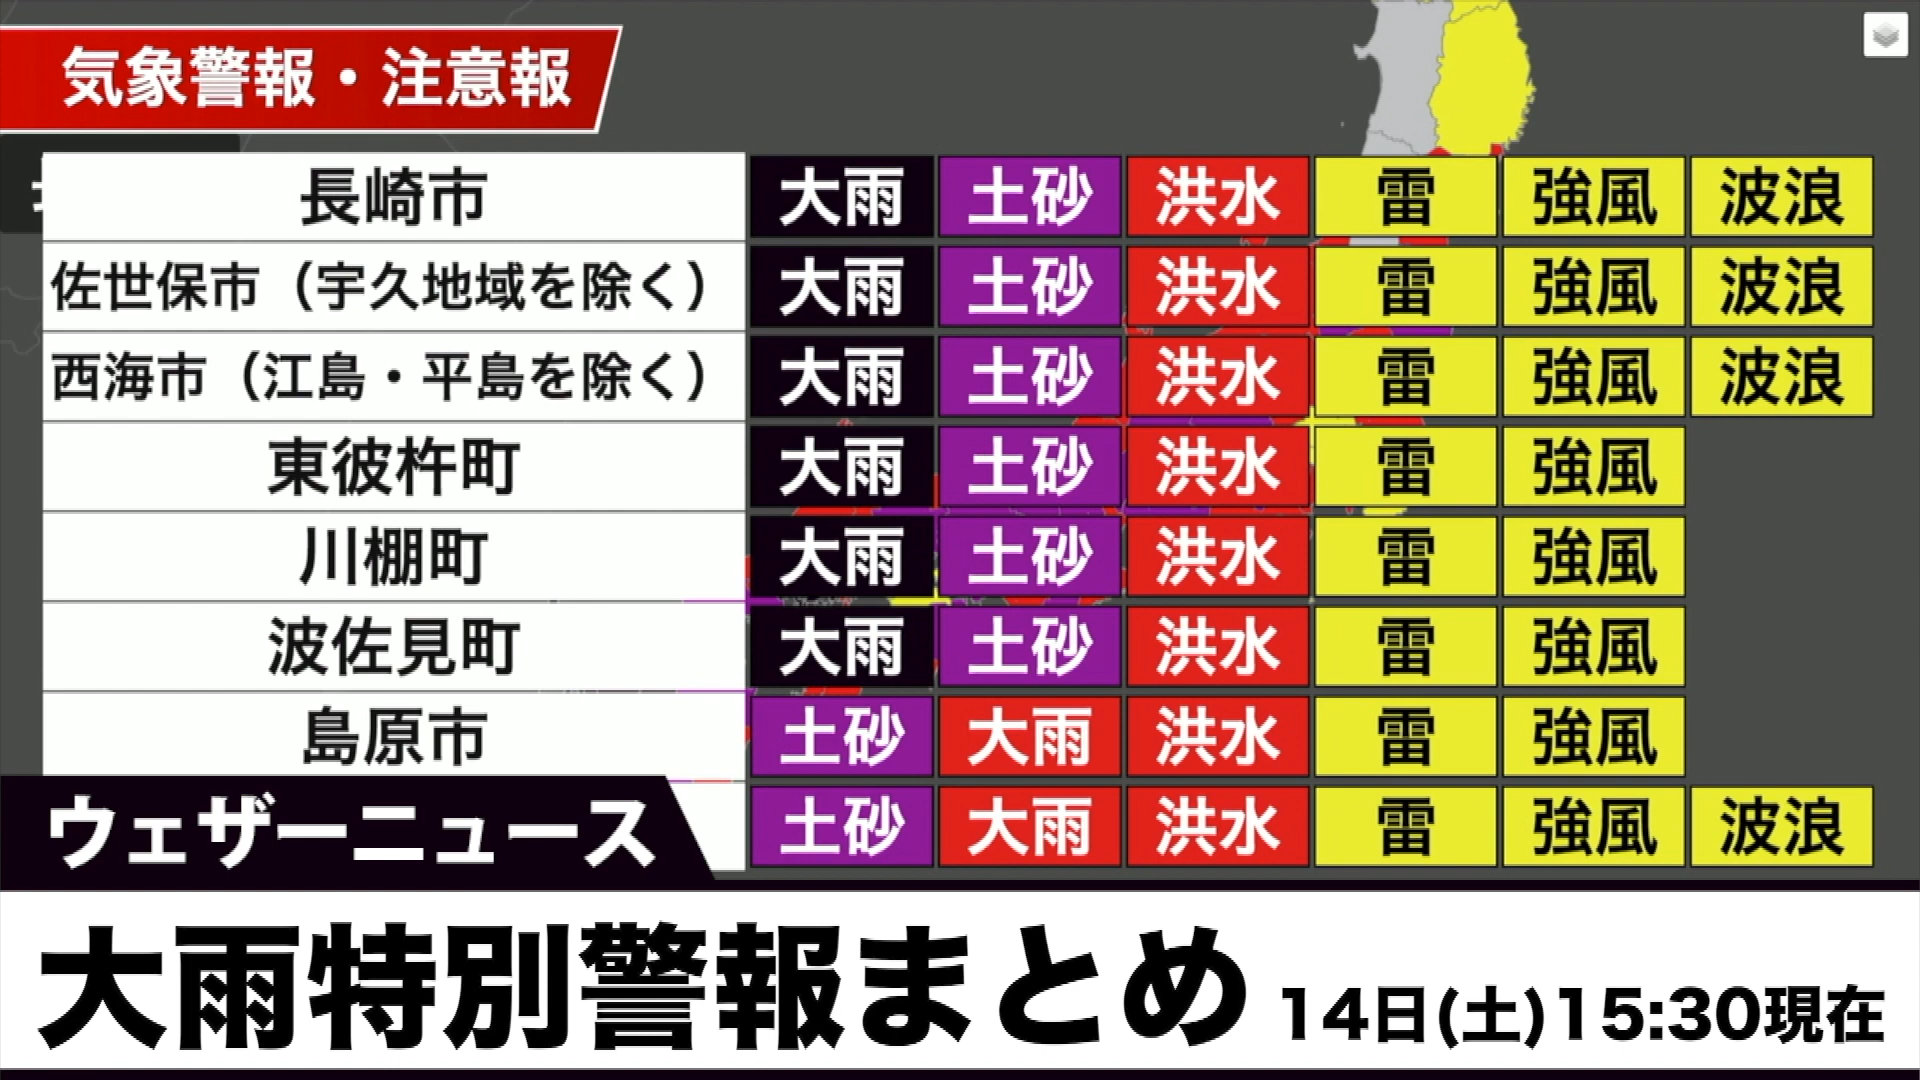 気象警報・注意報
長崎市 大雨 土砂 洪水 雷 強風 波浪
佐世保市（宇久地域を除く） 大雨 土砂 洪水 雷 強風 波浪
西海市（江島・平島を除く） 大雨 土砂 洪水 雷 強風 波浪
東彼杵町 大雨 土砂 洪水 雷 強風
川棚町 大雨 土砂 洪水 雷 強風
波佐見町 大雨 土砂 洪水 雷 強風
島原市 土砂 大雨 洪水 雷 強風
土砂 大雨 洪水 雷 強風 波浪
ウェザーニュース
大雨特別警報まとめ 14日(土)15:30現在